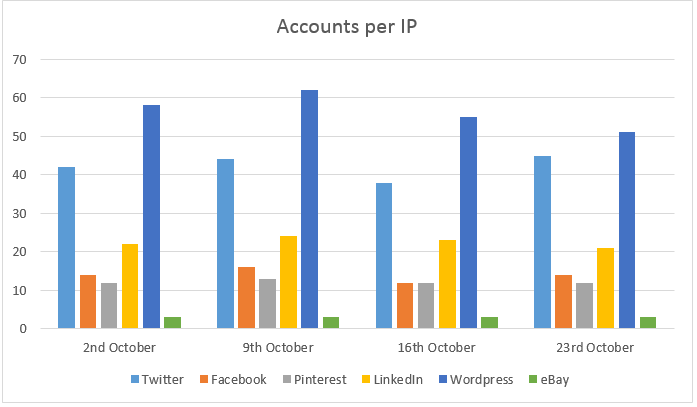 Accounts per IP
70
60
50
40
30
20
10
0
2nd October 9th October 16th October 23rd October
Twitter Facebook Pinterest LinkedIn Wordpress eBay